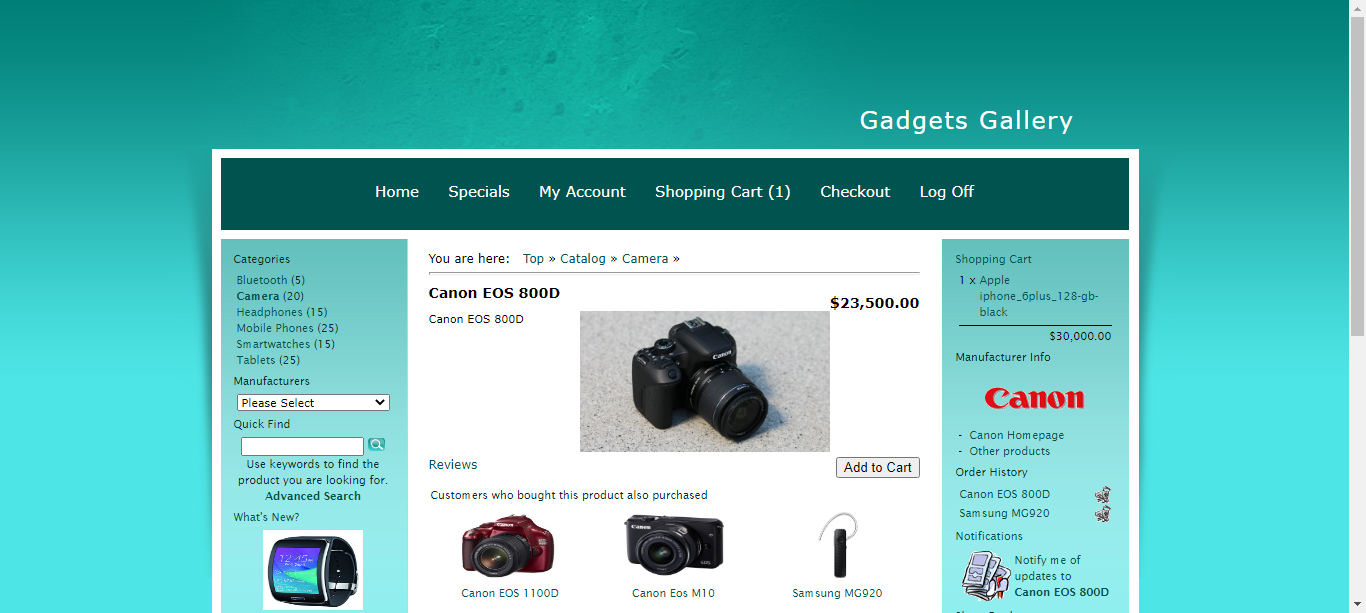 Gadgets Gallery
Home Specials My Account Shopping Cart (1) Checkout Log Off
Categories
Bluetooth (5)
Camera (20)
Headphones (15)
Mobile Phones (25)
Smartwatches (15)
Tablets (25)
Manufacturers
Please Select
Quick Find
Use keywords to find the
product you are looking for.
Advanced Search
What's New?
You are here: Top » Catalog » Camera »
Canon EOS 800D
$23,500.00
Canon EOS 800D
Canon
Reviews
Add to Cart
Customers who bought this product also purchased
Canon EOS 1100D
Canon Eos M10
Samsung MG920
Shopping Cart
1 x Apple
iphone_6plus_128-gb-
black
$30,000.00
Manufacturer Info
Canon
- Canon Homepage
- Other products
Order History
Canon EOS 800D
Samsung MG920
Notifications
Notify me of
updates to
Canon EOS 800D